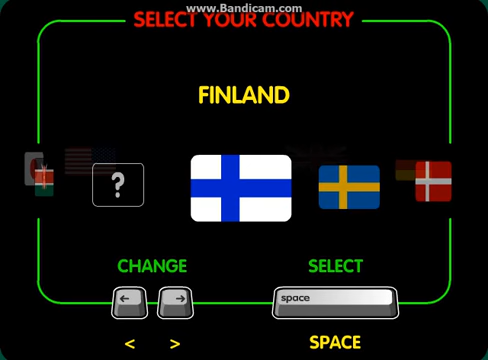 www.Bandicam.com
SELECT YOUR COUNTRY
FINLAND
?
CHANGE SELECT
← → space
< > SPACE